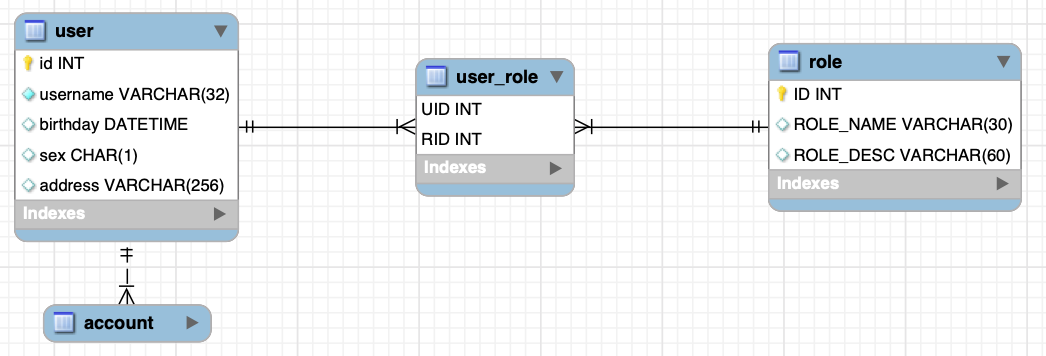 user
id INT
username VARCHAR(32)
birthday DATETIME
sex CHAR(1)
address VARCHAR(256)
Indexes
account
user_role
UID INT
RID INT
Indexes
role
ID INT
ROLE_NAME VARCHAR(30)
ROLE_DESC VARCHAR(60)
Indexes